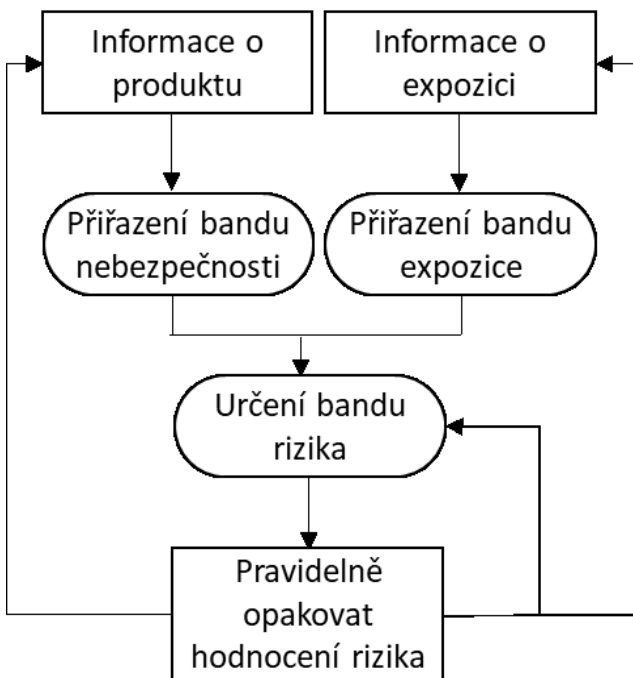 Informace o
produktu
Informace o
expozici
Přiřazení bandu
nebezpečnosti
Přiřazení bandu
expozice
Určení bandu
rizika
Pravidelně
opakovat
hodnocení rizika